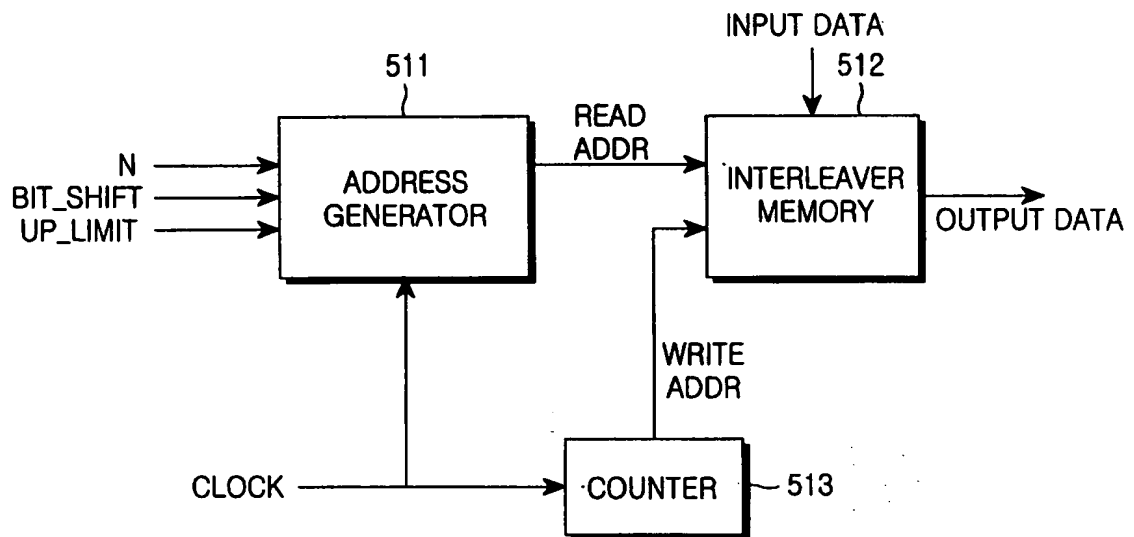 INPUT DATA
511
512
READ
ADDR
N
BIT_SHIFT
UP_LIMIT
ADDRESS
GENERATOR
INTERLEAVER
MEMORY
OUTPUT DATA
WRITE
ADDR
CLOCK
COUNTER
513